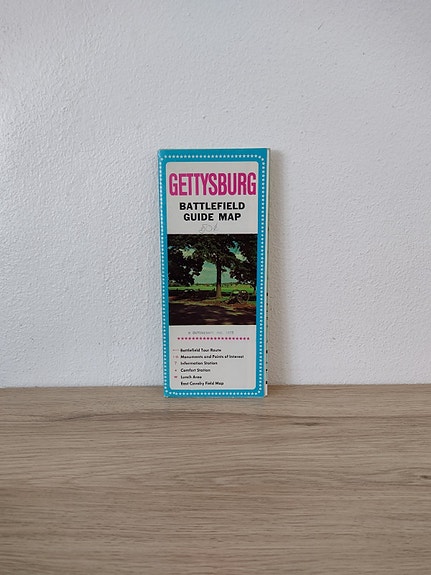 GETTYSBURG
BATTLEFIELD
GUIDE MAP
Battlefield Tour Route
Monuments and Points of Interest
? Information Station
Comfort Station
Lunch Area
East Cavalry Field Map